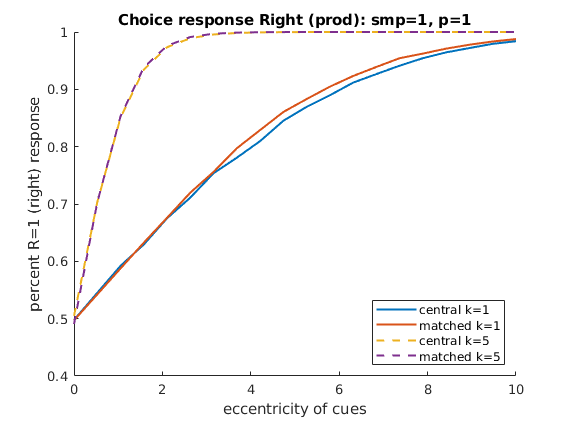 Choice response Right (prod): smp=1, p=1
percent R=1 (right) response
1
0.9
0.8
0.7
0.6
0.5
0.4
0 2 4 6 8 10
eccentricity of cues
central k=1
matched k=1
central k=5
matched k=5